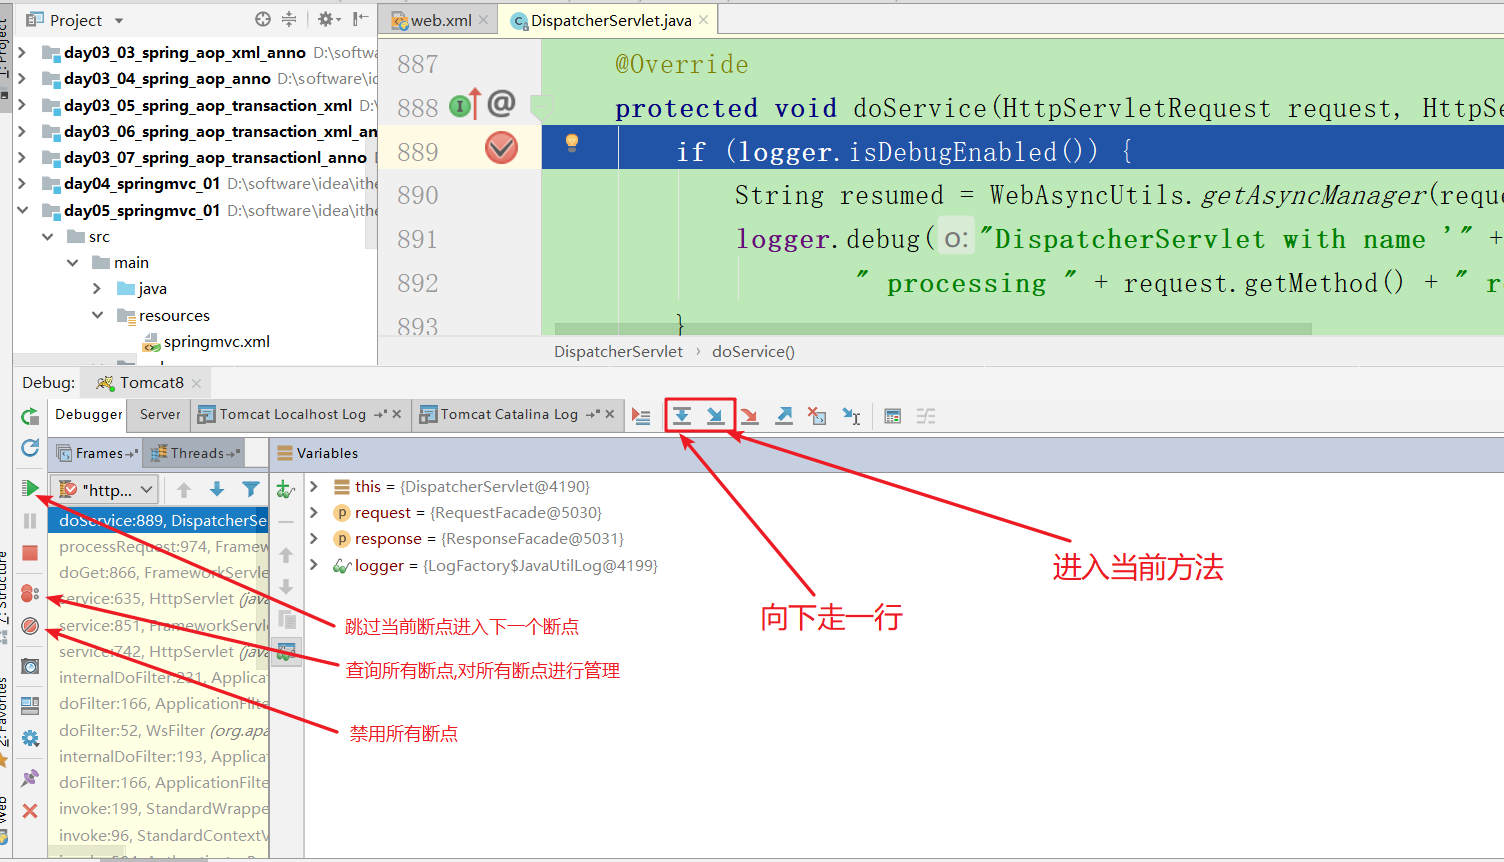 Project
web.xml
DispatcherServlet.java
day03_03_spring_aop_xml_anno D:\softwa
day03_04_spring_aop_anno D:\software\id
day03_05_spring_aop_transaction_xml D:\
day03_06_spring_aop_transaction_xml_an
day03_07_spring_aop_transactionl_anno
day04_springmvc_01 D:\software\idea\ithe
day05_springmvc_01 D:\software\idea\ithe
src
main
java
resources
springmvc.xml
887 @Override
888 protected void doService(HttpServletRequest request, HttpSe
889 if (logger.isDebugEnabled()) {
890 String resumed = WebAsyncUtils.getAsyncManager(reque
891 logger.debug( o: "DispatcherServlet with name '" +
892 " processing " + request.getMethod() + " r
893 }
DispatcherServlet › doService()
Debug: Tomcat8
Debugger Server Tomcat Localhost Log Tomcat Catalina Log
Frames Threads Variables
"http...
doService:889, DispatcherSe
processRequest:974, Framew
doGet:866, FrameworkServle
service:635, HttpServlet (java
service:851, FrameworkServl
service:742, HttpServlet (java
internalDoFilter:231, Applicat
doFilter:166, ApplicationFilte
doFilter:52, WsFilter (org.apa
internalDoFilter:193, Applicat
doFilter:166, ApplicationFilte
invoke:199, StandardWrappe
invoke:96, StandardContextV
this = {DispatcherServlet@4190}
request = {RequestFacade@5030}
response = {ResponseFacade@5031}
logger = {LogFactory$JavaUtilLog@4199}
进入当前方法
向下走一行
跳过当前断点进入下一个断点
查询所有断点,对所有断点进行管理
禁用所有断点
1: Project
7: Structure
2: Favorites
Web